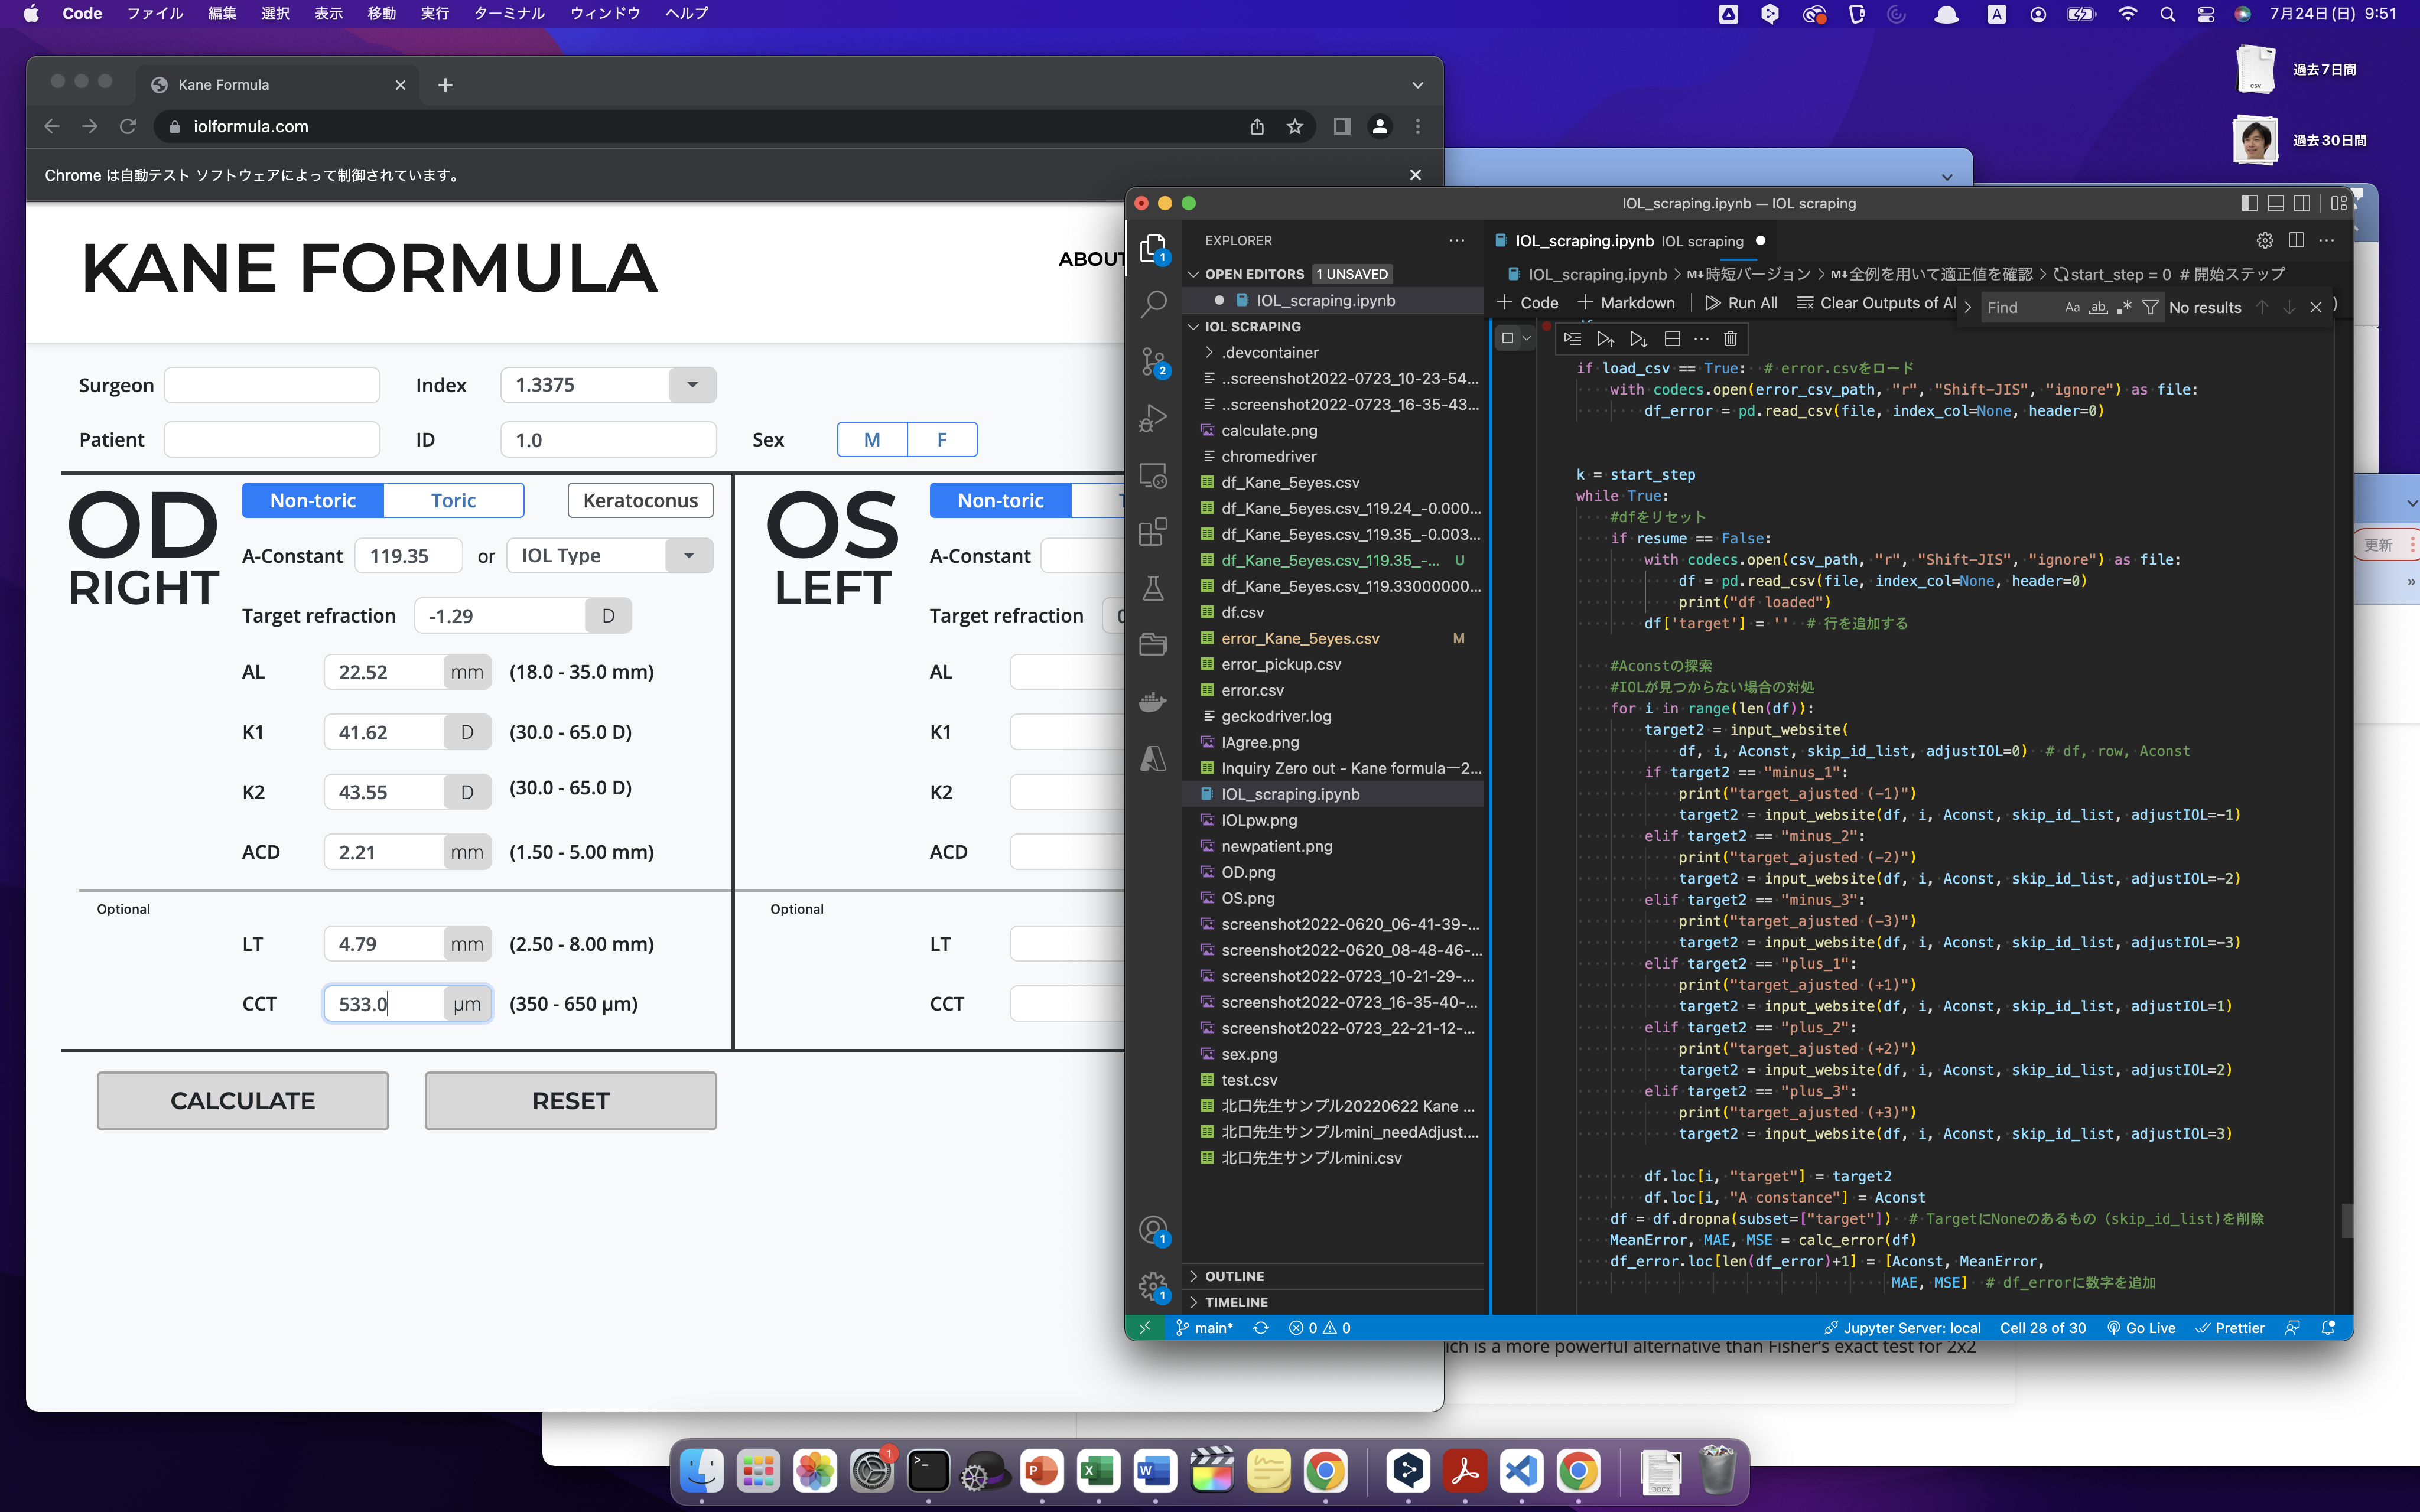 Code ファイル 編集 選択 表示 移動 実行 ターミナル ウィンドウ ヘルプ
A 7月24日(日) 9:51
過去7日間
過去30日間
Kane Formula
iolformula.com
Chrome は自動テスト ソフトウェアによって制御されています。
KANE FORMULA
ABOUT
Surgeon Index 1.3375
Patient ID 1.0 Sex M F
OD
RIGHT
Non-toric Toric Keratoconus
A-Constant 119.35 or IOL Type
Target refraction -1.29 D
AL 22.52 mm (18.0 - 35.0 mm)
K1 41.62 D (30.0 - 65.0 D)
K2 43.55 D (30.0 - 65.0 D)
ACD 2.21 mm (1.50 - 5.00 mm)
Optional
LT 4.79 mm (2.50 - 8.00 mm)
CCT 533.0 µm (350 - 650 µm)
OS
LEFT
Non-toric T
A-Constant
Target refraction 0
AL
K1
K2
ACD
Optional
LT
CCT
CALCULATE RESET
IOL_scraping.ipynb — IOL scraping
EXPLORER
OPEN EDITORS 1 UNSAVED
IOL_scraping.ipynb
IOL SCRAPING
.devcontainer
..screenshot2022-0723_10-23-54...
..screenshot2022-0723_16-35-43...
calculate.png
chromedriver
df_Kane_5eyes.csv
df_Kane_5eyes.csv_119.24_-0.000...
df_Kane_5eyes.csv_119.35_-0.003...
df_Kane_5eyes.csv_119.35_-... U
df_Kane_5eyes.csv_119.33000000...
df.csv
error_Kane_5eyes.csv M
error_pickup.csv
error.csv
geckodriver.log
IAgree.png
Inquiry Zero out - Kane formula一2...
IOL_scraping.ipynb
IOLpw.png
newpatient.png
OD.png
OS.png
screenshot2022-0620_06-41-39-...
screenshot2022-0620_08-48-46-...
screenshot2022-0723_10-21-29-...
screenshot2022-0723_16-35-40-...
screenshot2022-0723_22-21-12-...
sex.png
test.csv
北口先生サンプル20220622 Kane ...
北口先生サンプルmini_needAdjust....
北口先生サンプルmini.csv
OUTLINE
TIMELINE
IOL_scraping.ipynb IOL scraping
IOL_scraping.ipynb > M↓時短バージョン > M↓全例を用いて適正値を確認 > start_step = 0 # 開始ステップ
+ Code + Markdown Run All Clear Outputs of Al
Find Aa ab No results
if load_csv == True: # error.csvをロード
with codecs.open(error_csv_path, "r", "Shift-JIS", "ignore") as file:
df_error = pd.read_csv(file, index_col=None, header=0)
k = start_step
while True:
#dfをリセット
if resume == False:
with codecs.open(csv_path, "r", "Shift-JIS", "ignore") as file:
df = pd.read_csv(file, index_col=None, header=0)
print("df loaded")
df['target'] = '' # 行を追加する
#Aconstの探索
#IOLが見つからない場合の対処
for i in range(len(df)):
target2 = input_website(
df, i, Aconst, skip_id_list, adjustIOL=0) # df, row, Aconst
if target2 == "minus_1":
print("target_ajusted (-1)")
target2 = input_website(df, i, Aconst, skip_id_list, adjustIOL=-1)
elif target2 == "minus_2":
print("target_ajusted (-2)")
target2 = input_website(df, i, Aconst, skip_id_list, adjustIOL=-2)
elif target2 == "minus_3":
print("target_ajusted (-3)")
target2 = input_website(df, i, Aconst, skip_id_list, adjustIOL=-3)
elif target2 == "plus_1":
print("target_ajusted (+1)")
target2 = input_website(df, i, Aconst, skip_id_list, adjustIOL=1)
elif target2 == "plus_2":
print("target_ajusted (+2)")
target2 = input_website(df, i, Aconst, skip_id_list, adjustIOL=2)
elif target2 == "plus_3":
print("target_ajusted (+3)")
target2 = input_website(df, i, Aconst, skip_id_list, adjustIOL=3)
df.loc[i, "target"] = target2
df.loc[i, "A constance"] = Aconst
df = df.dropna(subset=["target"]) # TargetにNoneのあるもの (skip_id_list)を削除
MeanError, MAE, MSE = calc_error(df)
df_error.loc[len(df_error)+1] = [Aconst, MeanError,
MAE, MSE] # df_errorに数字を追加
main* 0 0 Jupyter Server: local Cell 28 of 30 Go Live Prettier
更新
ich is a more powerful alternative than Fisher's exact test for 2x2